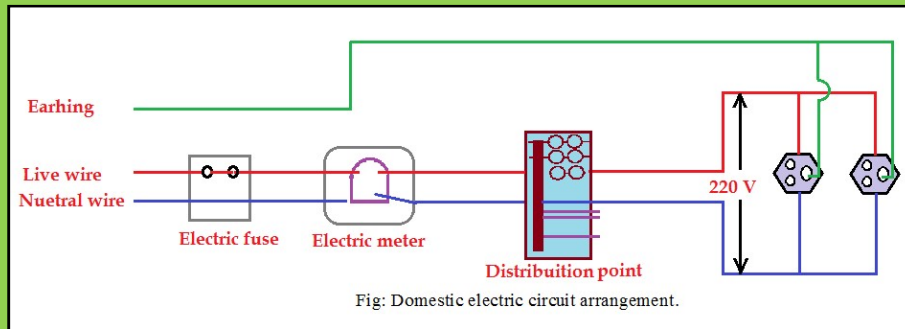 Earhing
Live wire
Nuetral wire
Electric fuse
Electric meter
Distribuition point
220 V
Fig: Domestic electric circuit arrangement.